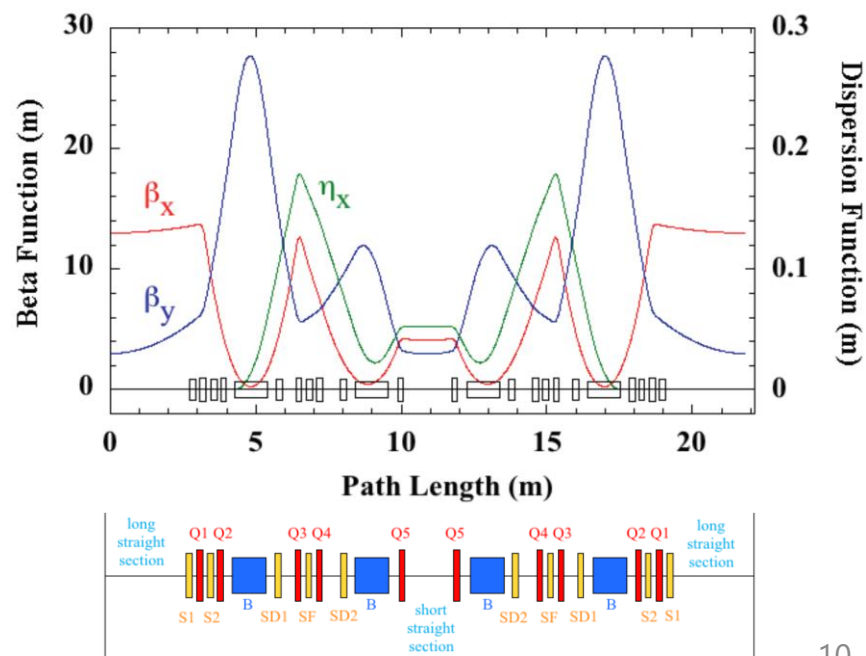 30
20
10
0
0.3
0.2
0.1
0
Beta Function (m)
Dispersion Function (m)
βx
ηx
βy
0 5 10 15 20
Path Length (m)
long straight section
Q1 Q2 Q3 Q4 Q5 Q5 Q4 Q3 Q2 Q1
long straight section
B SD1 SD2 B B SD2 SD1 B
S1 S2 SF SF S2 S1
short straight section
10